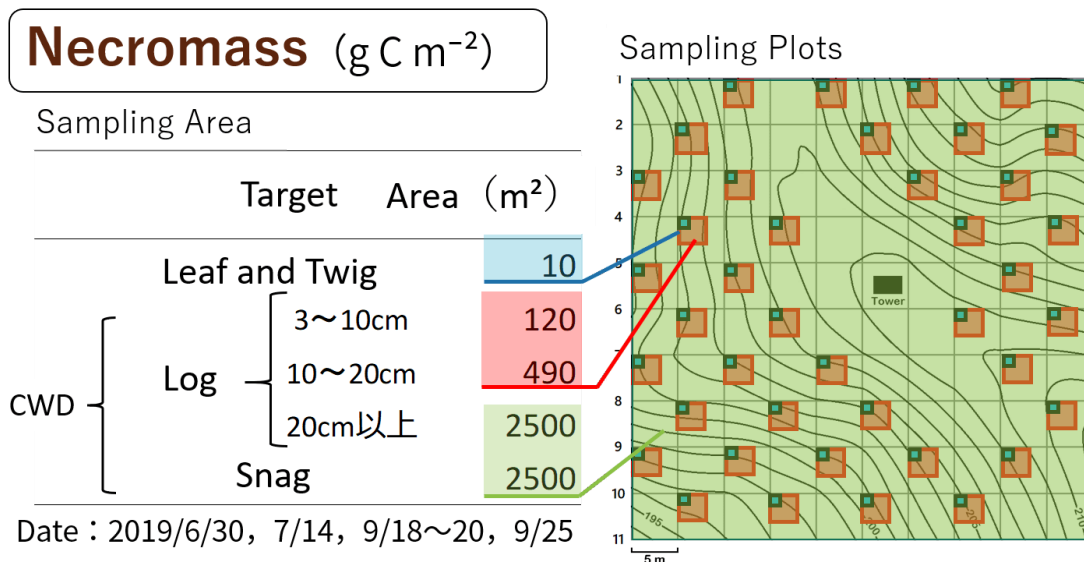 Necromass (g C m⁻²)
Sampling Area
Target Area (m²)
Leaf and Twig 10
CWD
Log
3～10cm 120
10～20cm 490
20cm以上 2500
Snag 2500
Date：2019/6/30, 7/14, 9/18～20, 9/25
Sampling Plots
1
2
3
4
5
6
7
8
9
10
11
Tower
-195
-200
-205
5 m